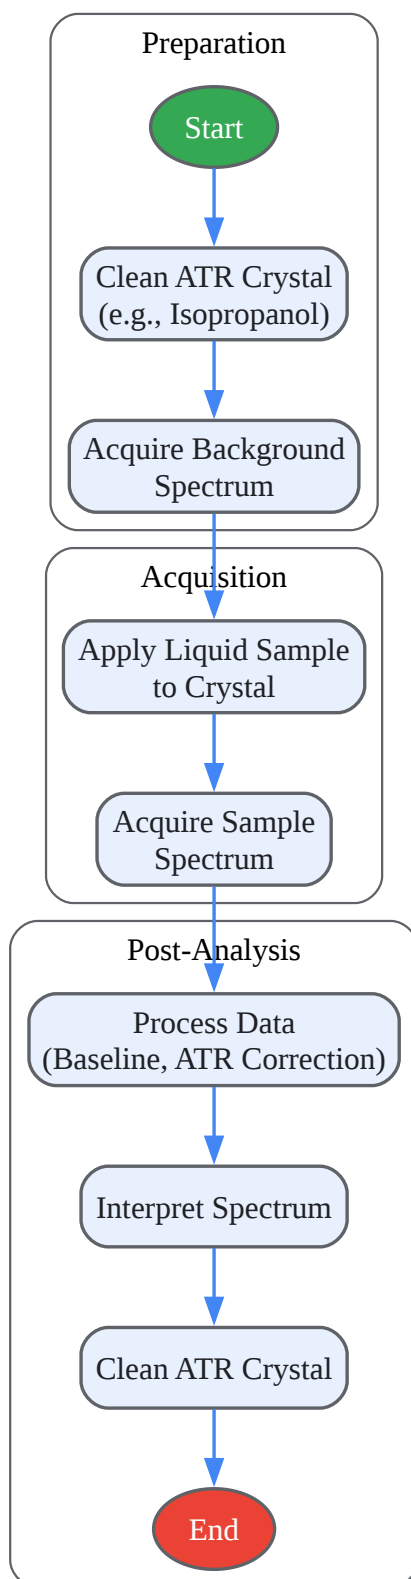 Preparation
Start
Clean ATR Crystal
(e.g., Isopropanol)
Acquire Background
Spectrum
Acquisition
Apply Liquid Sample
to Crystal
Acquire Sample
Spectrum
Post-Analysis
Process Data
(Baseline, ATR Correction)
Interpret Spectrum
Clean ATR Crystal
End